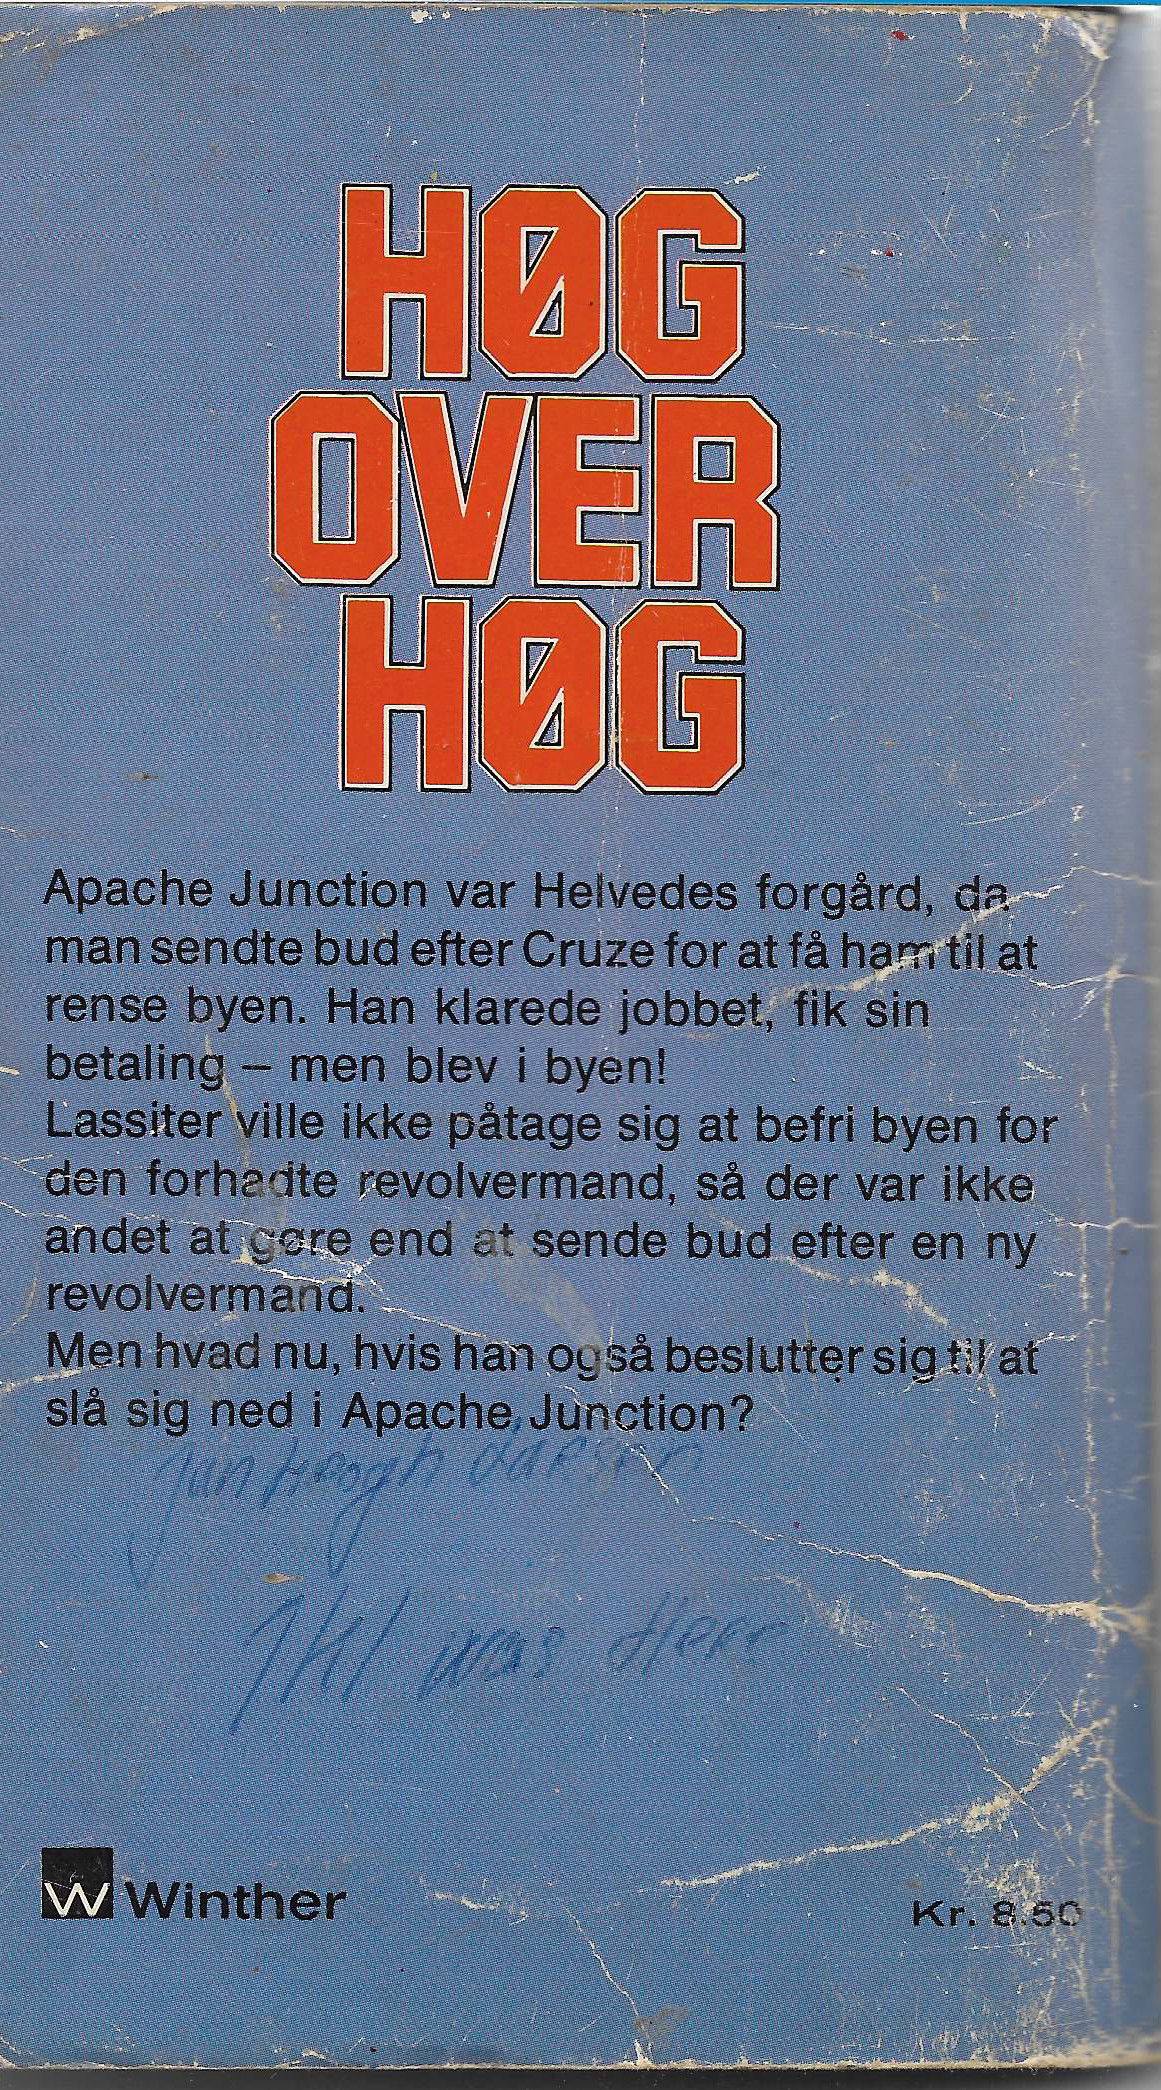 HØG
OVER
HØG
Apache Junction var Helvedes forgård, da
man sendte bud efter Cruze for at få ham til at
rense byen. Han klarede jobbet, fik sin
betaling – men blev i byen!
Lassiter ville ikke påtage sig at befri byen for
den forhadte revolvermand, så der var ikke
andet at gøre end at sende bud efter en ny
revolvermand.
Men hvad nu, hvis han også beslutter sig til at
slå sig ned i Apache Junction?
was Here
W Winther
Kr. 8.50